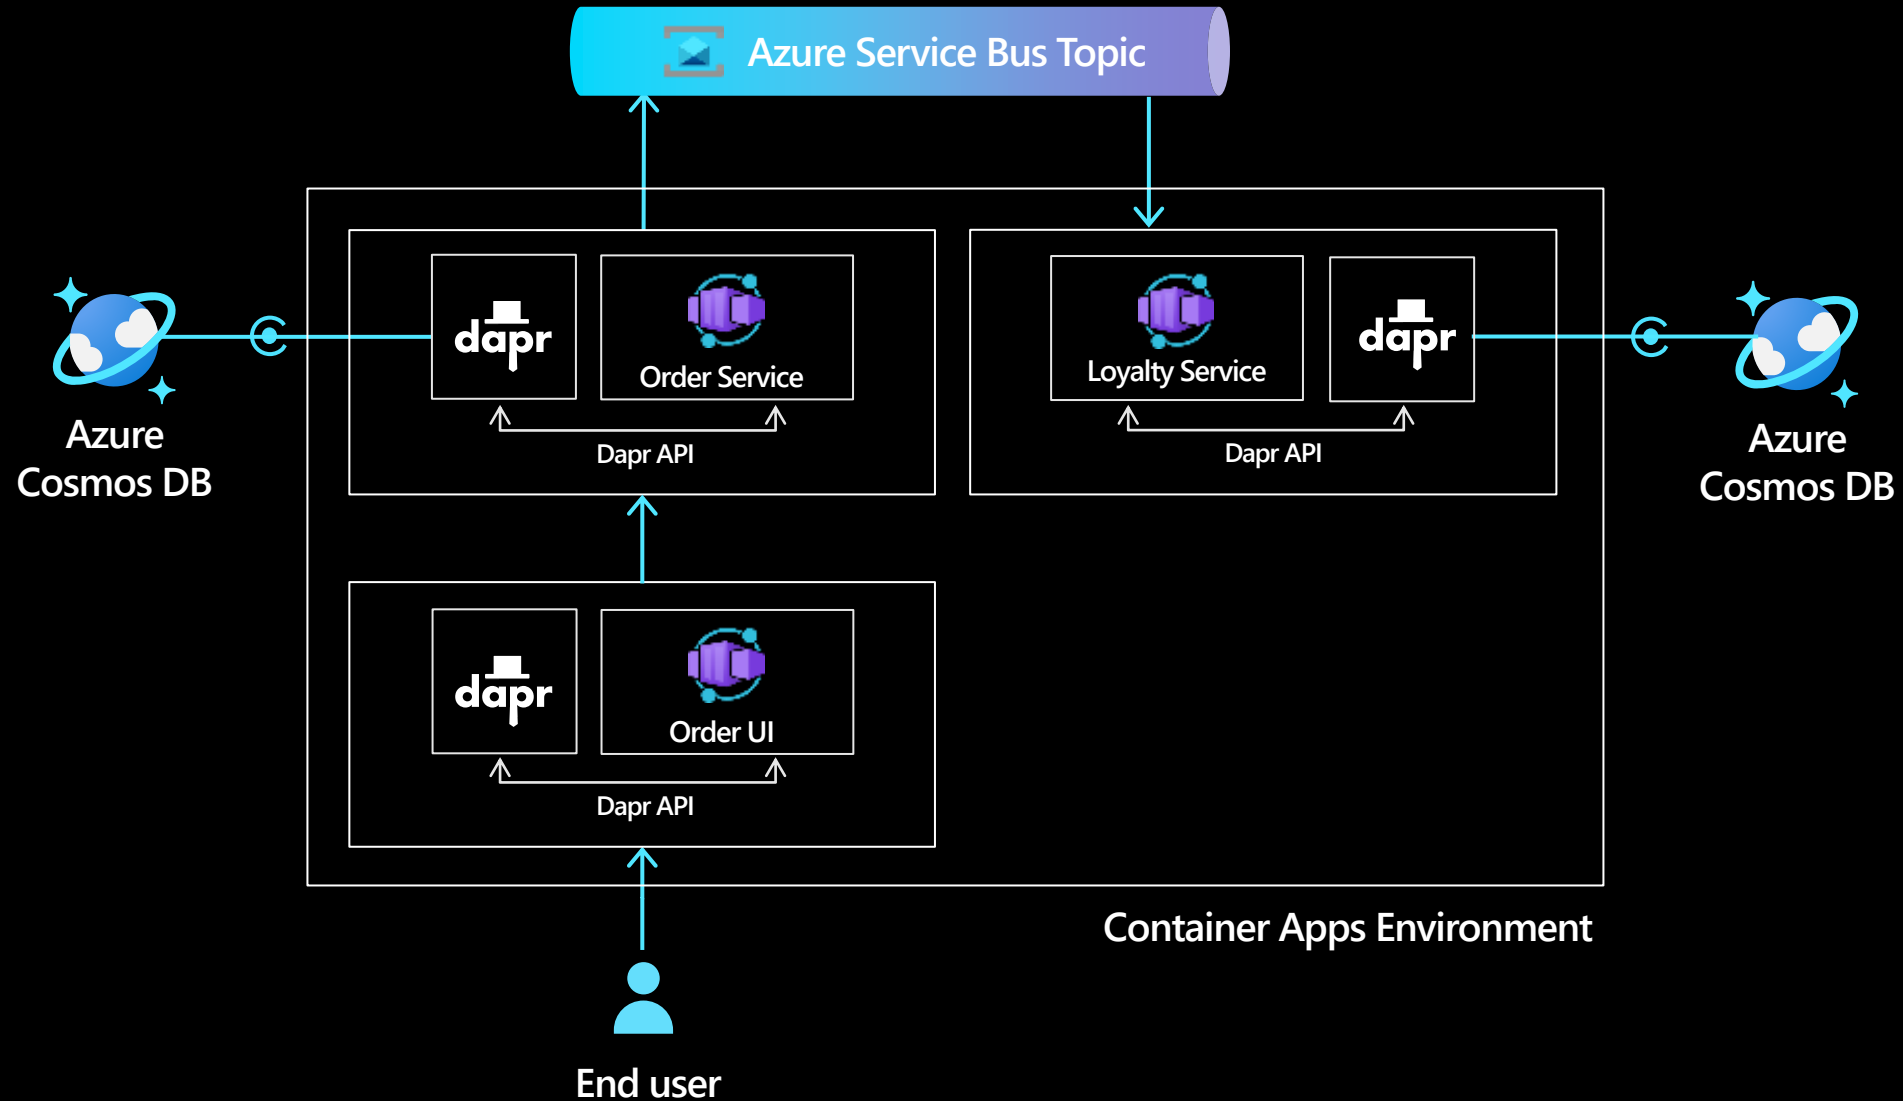 Azure Service Bus Topic
dapr
Order Service
Dapr API
Loyalty Service
dapr
Dapr API
Azure
Cosmos DB
Azure
Cosmos DB
dapr
Order UI
Dapr API
Container Apps Environment
End user